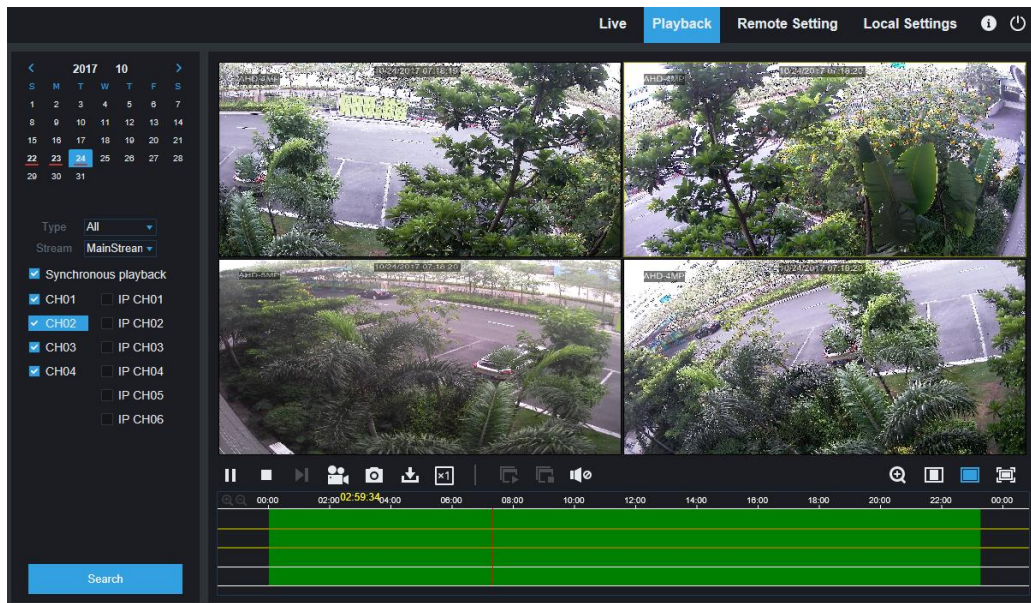 Live Playback Remote Setting Local Settings
2017 10
S M T W T F S
1 2 3 4 5 6 7
8 9 10 11 12 13 14
15 16 17 18 19 20 21
22 23 24 25 26 27 28
29 30 31
Type All
Stream MainStrean
Synchronous playback
CH01 IP CH01
CH02 IP CH02
CH03 IP CH03
CH04 IP CH04
IP CH05
IP CH06
Search
10/24/2017 07:18:19
AHD-4MP 10/24/2017 07:18:20
AHD-5MP 10/24/2017 07:18:20
AHD-4MP 10/24/2017 07:18:20
×1
00:00 02:00 02:59:34 04:00 06:00 08:00 10:00 12:00 14:00 16:00 18:00 20:00 22:00 00:00